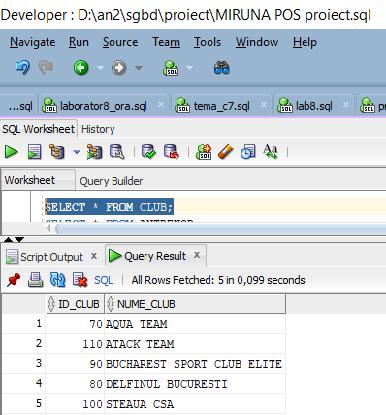 Developer : D:\an2\sgbd\proiect\MIRUNA POS proiect.sql
Navigate Run Source Team Tools Window Help
SQL
...sql laborator8_ora.sql tema_c7.sql lab8.sql
SQL Worksheet History
Aa
Worksheet Query Builder
SELECT * FROM CLUB;
SELECT * FROM ANTRENOR
Script Output x Query Result x
SQL | All Rows Fetched: 5 in 0,099 seconds
ID_CLUB NUME_CLUB
1 70 AQUA TEAM
2 110 ATACK TEAM
3 90 BUCHAREST SPORT CLUB ELITE
4 80 DELFINUL BUCURESTI
5 100 STEAUA CSA